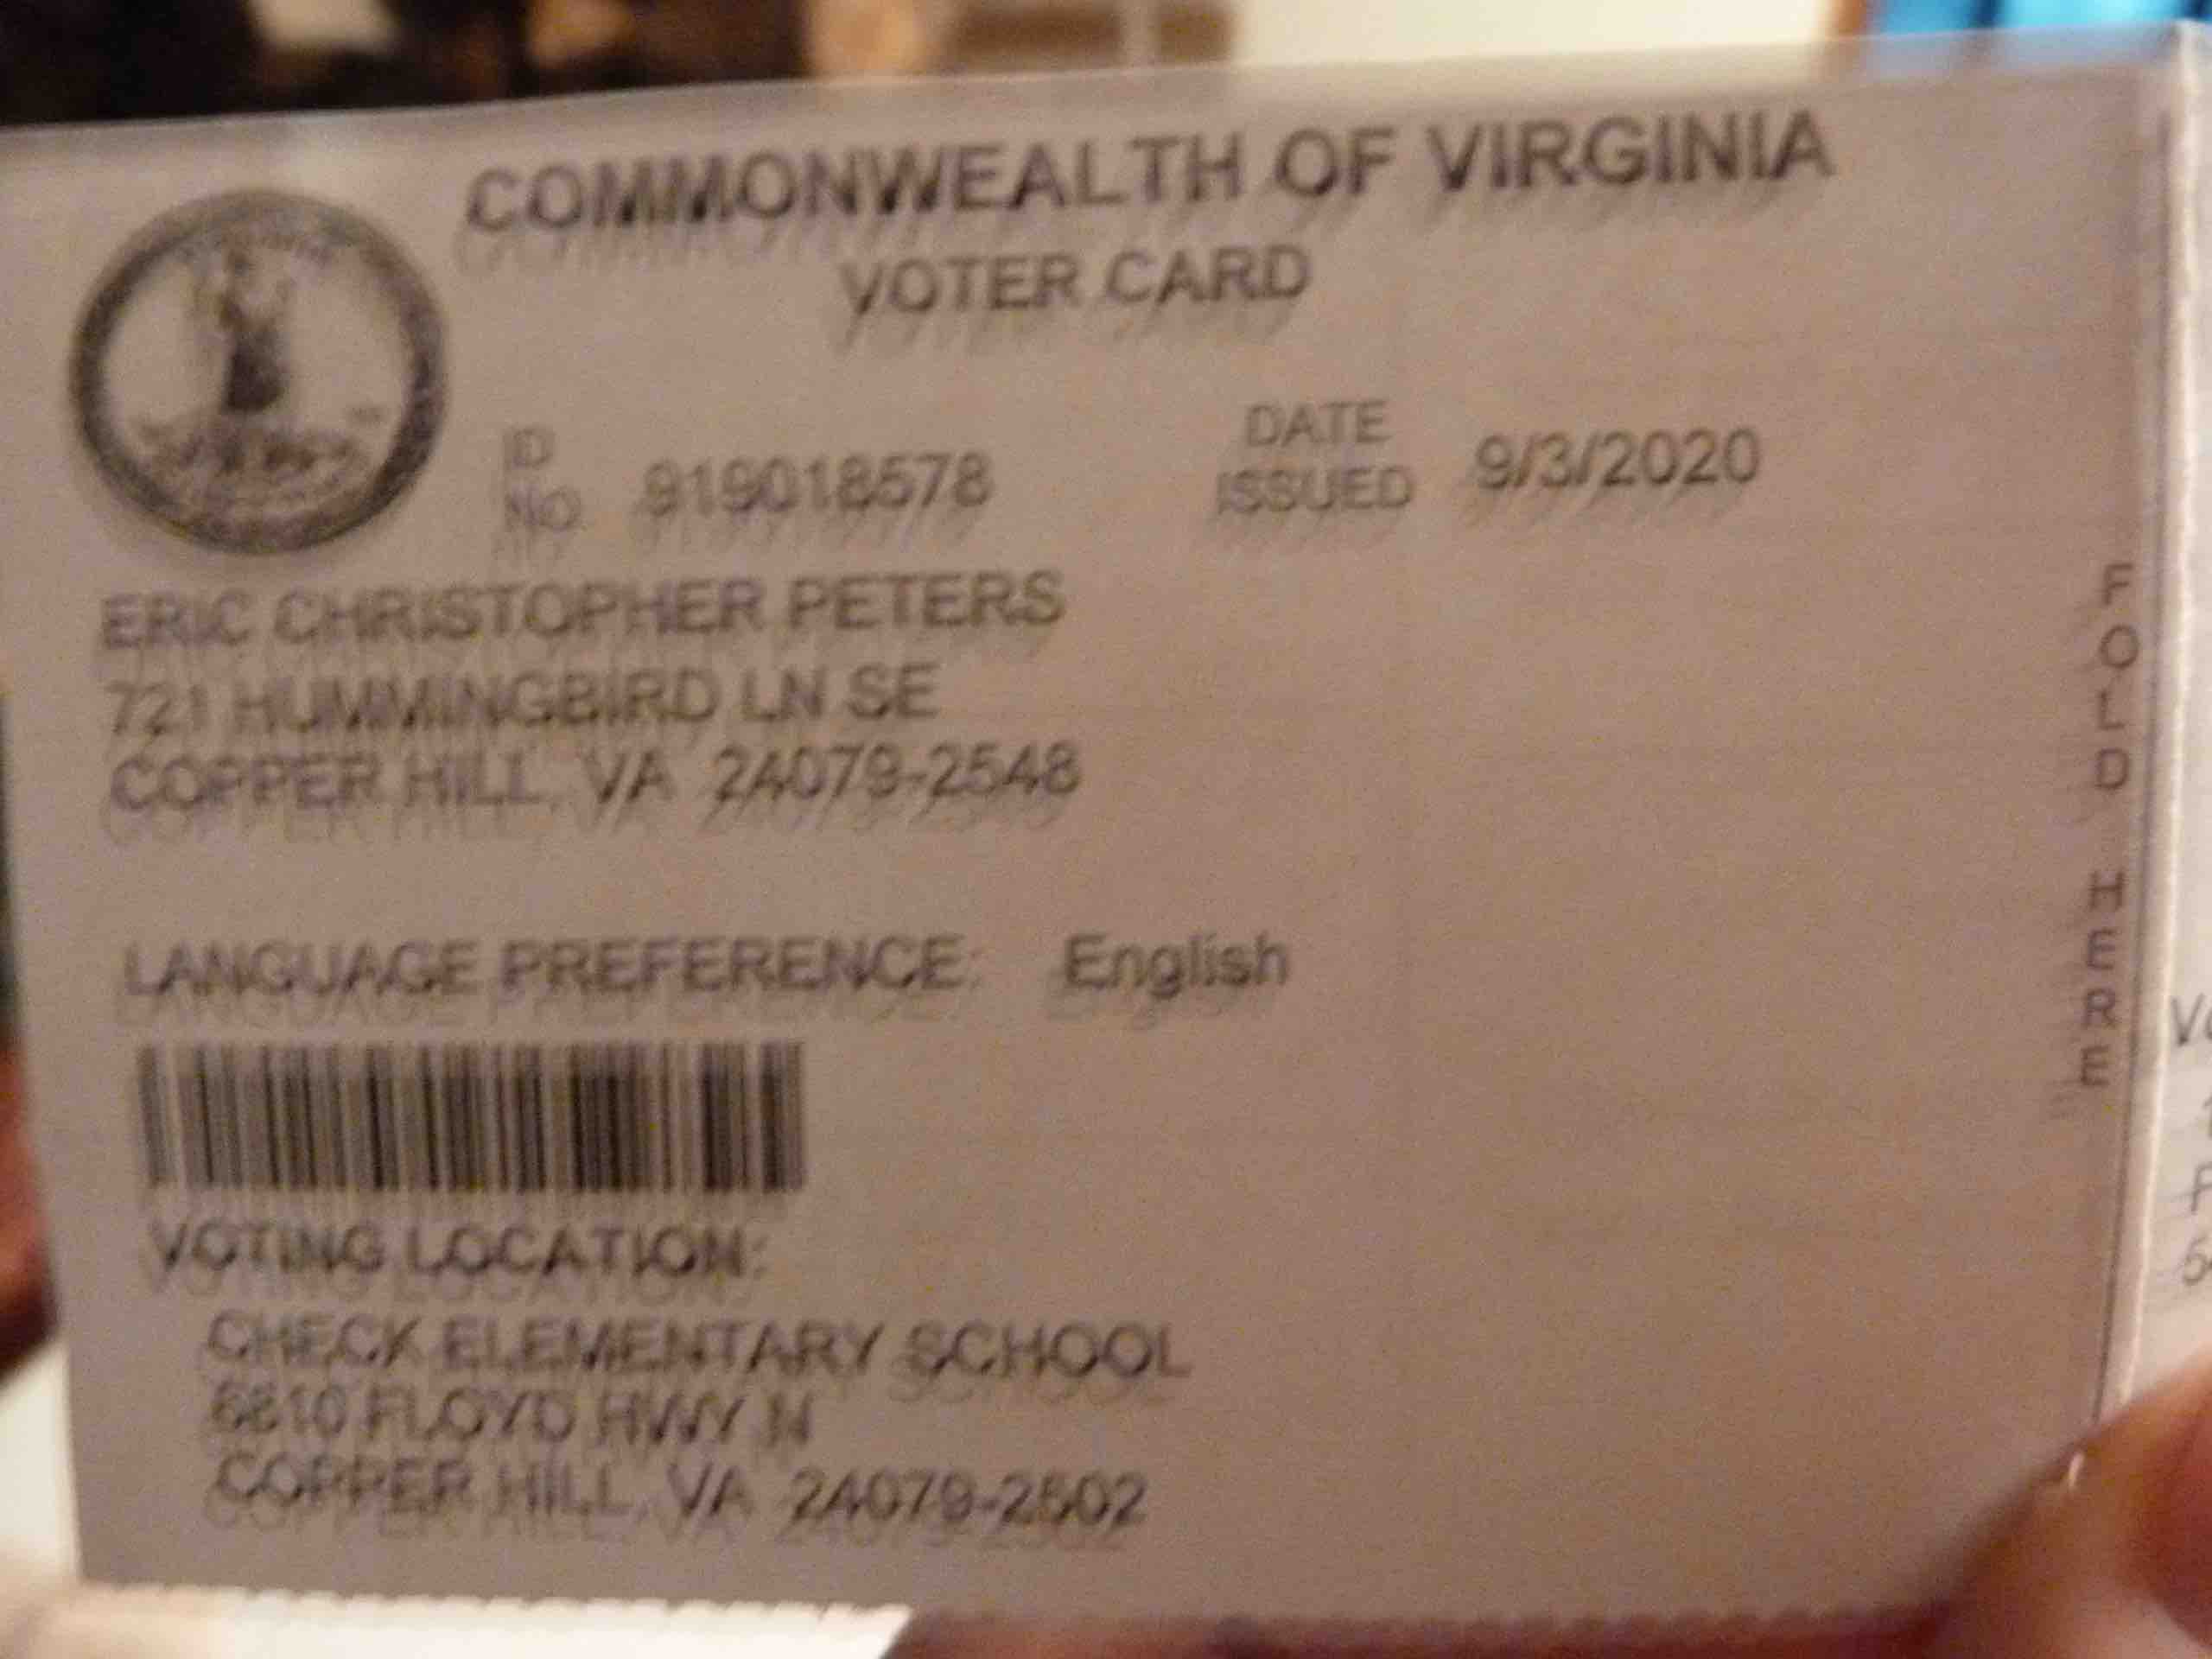 COMMONWEALTH OF VIRGINIA
VOTER CARD
ID NO 919018578
DATE ISSUED 9/3/2020
ERIC CHRISTOPHER PETERS
721 HUMMINGBIRD LN SE
COPPER HILL, VA 24079-2548
LANGUAGE PREFERENCE: English
VOTING LOCATION:
CHECK ELEMENTARY SCHOOL
6810 FLOYD HWY N
COPPER HILL, VA 24079-2502
FOLD HERE